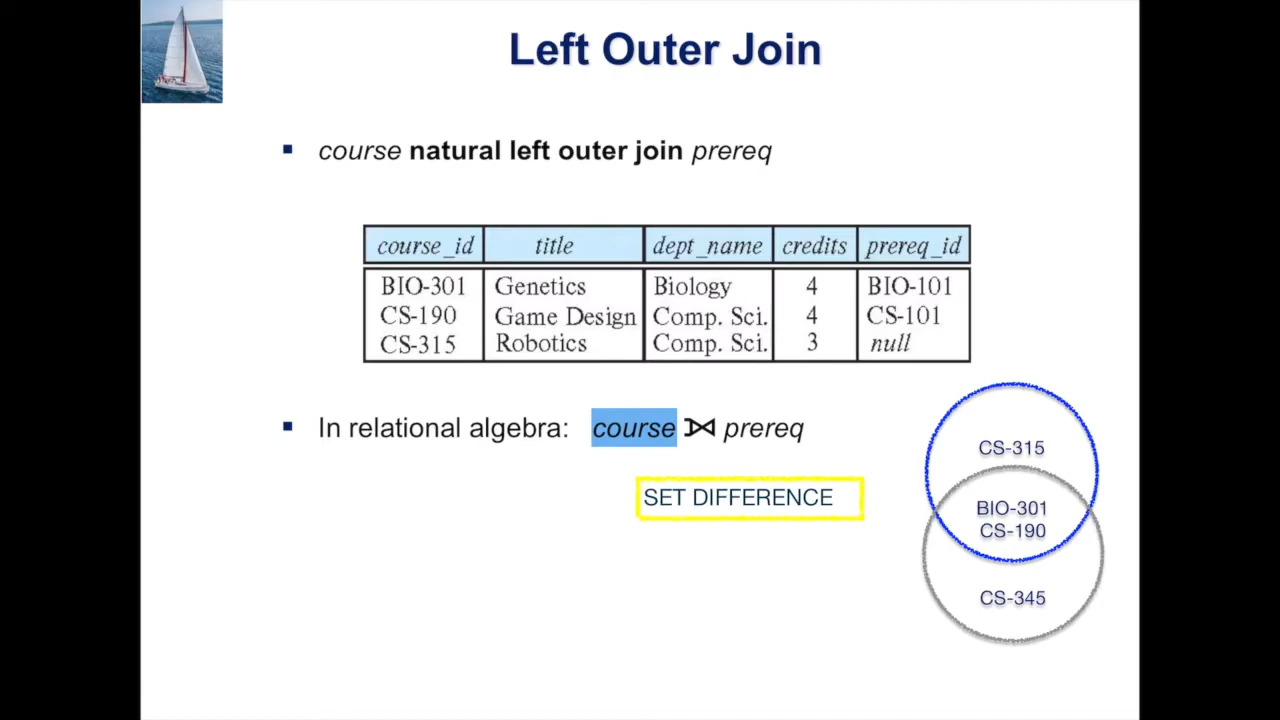 Left Outer Join
course natural left outer join prereq
course_id title dept_name credits prereq_id
BIO-301 Genetics Biology 4 BIO-101
CS-190 Game Design Comp. Sci. 4 CS-101
CS-315 Robotics Comp. Sci. 3 null
In relational algebra: course ⟕ prereq
SET DIFFERENCE
CS-315
BIO-301
CS-190
CS-345